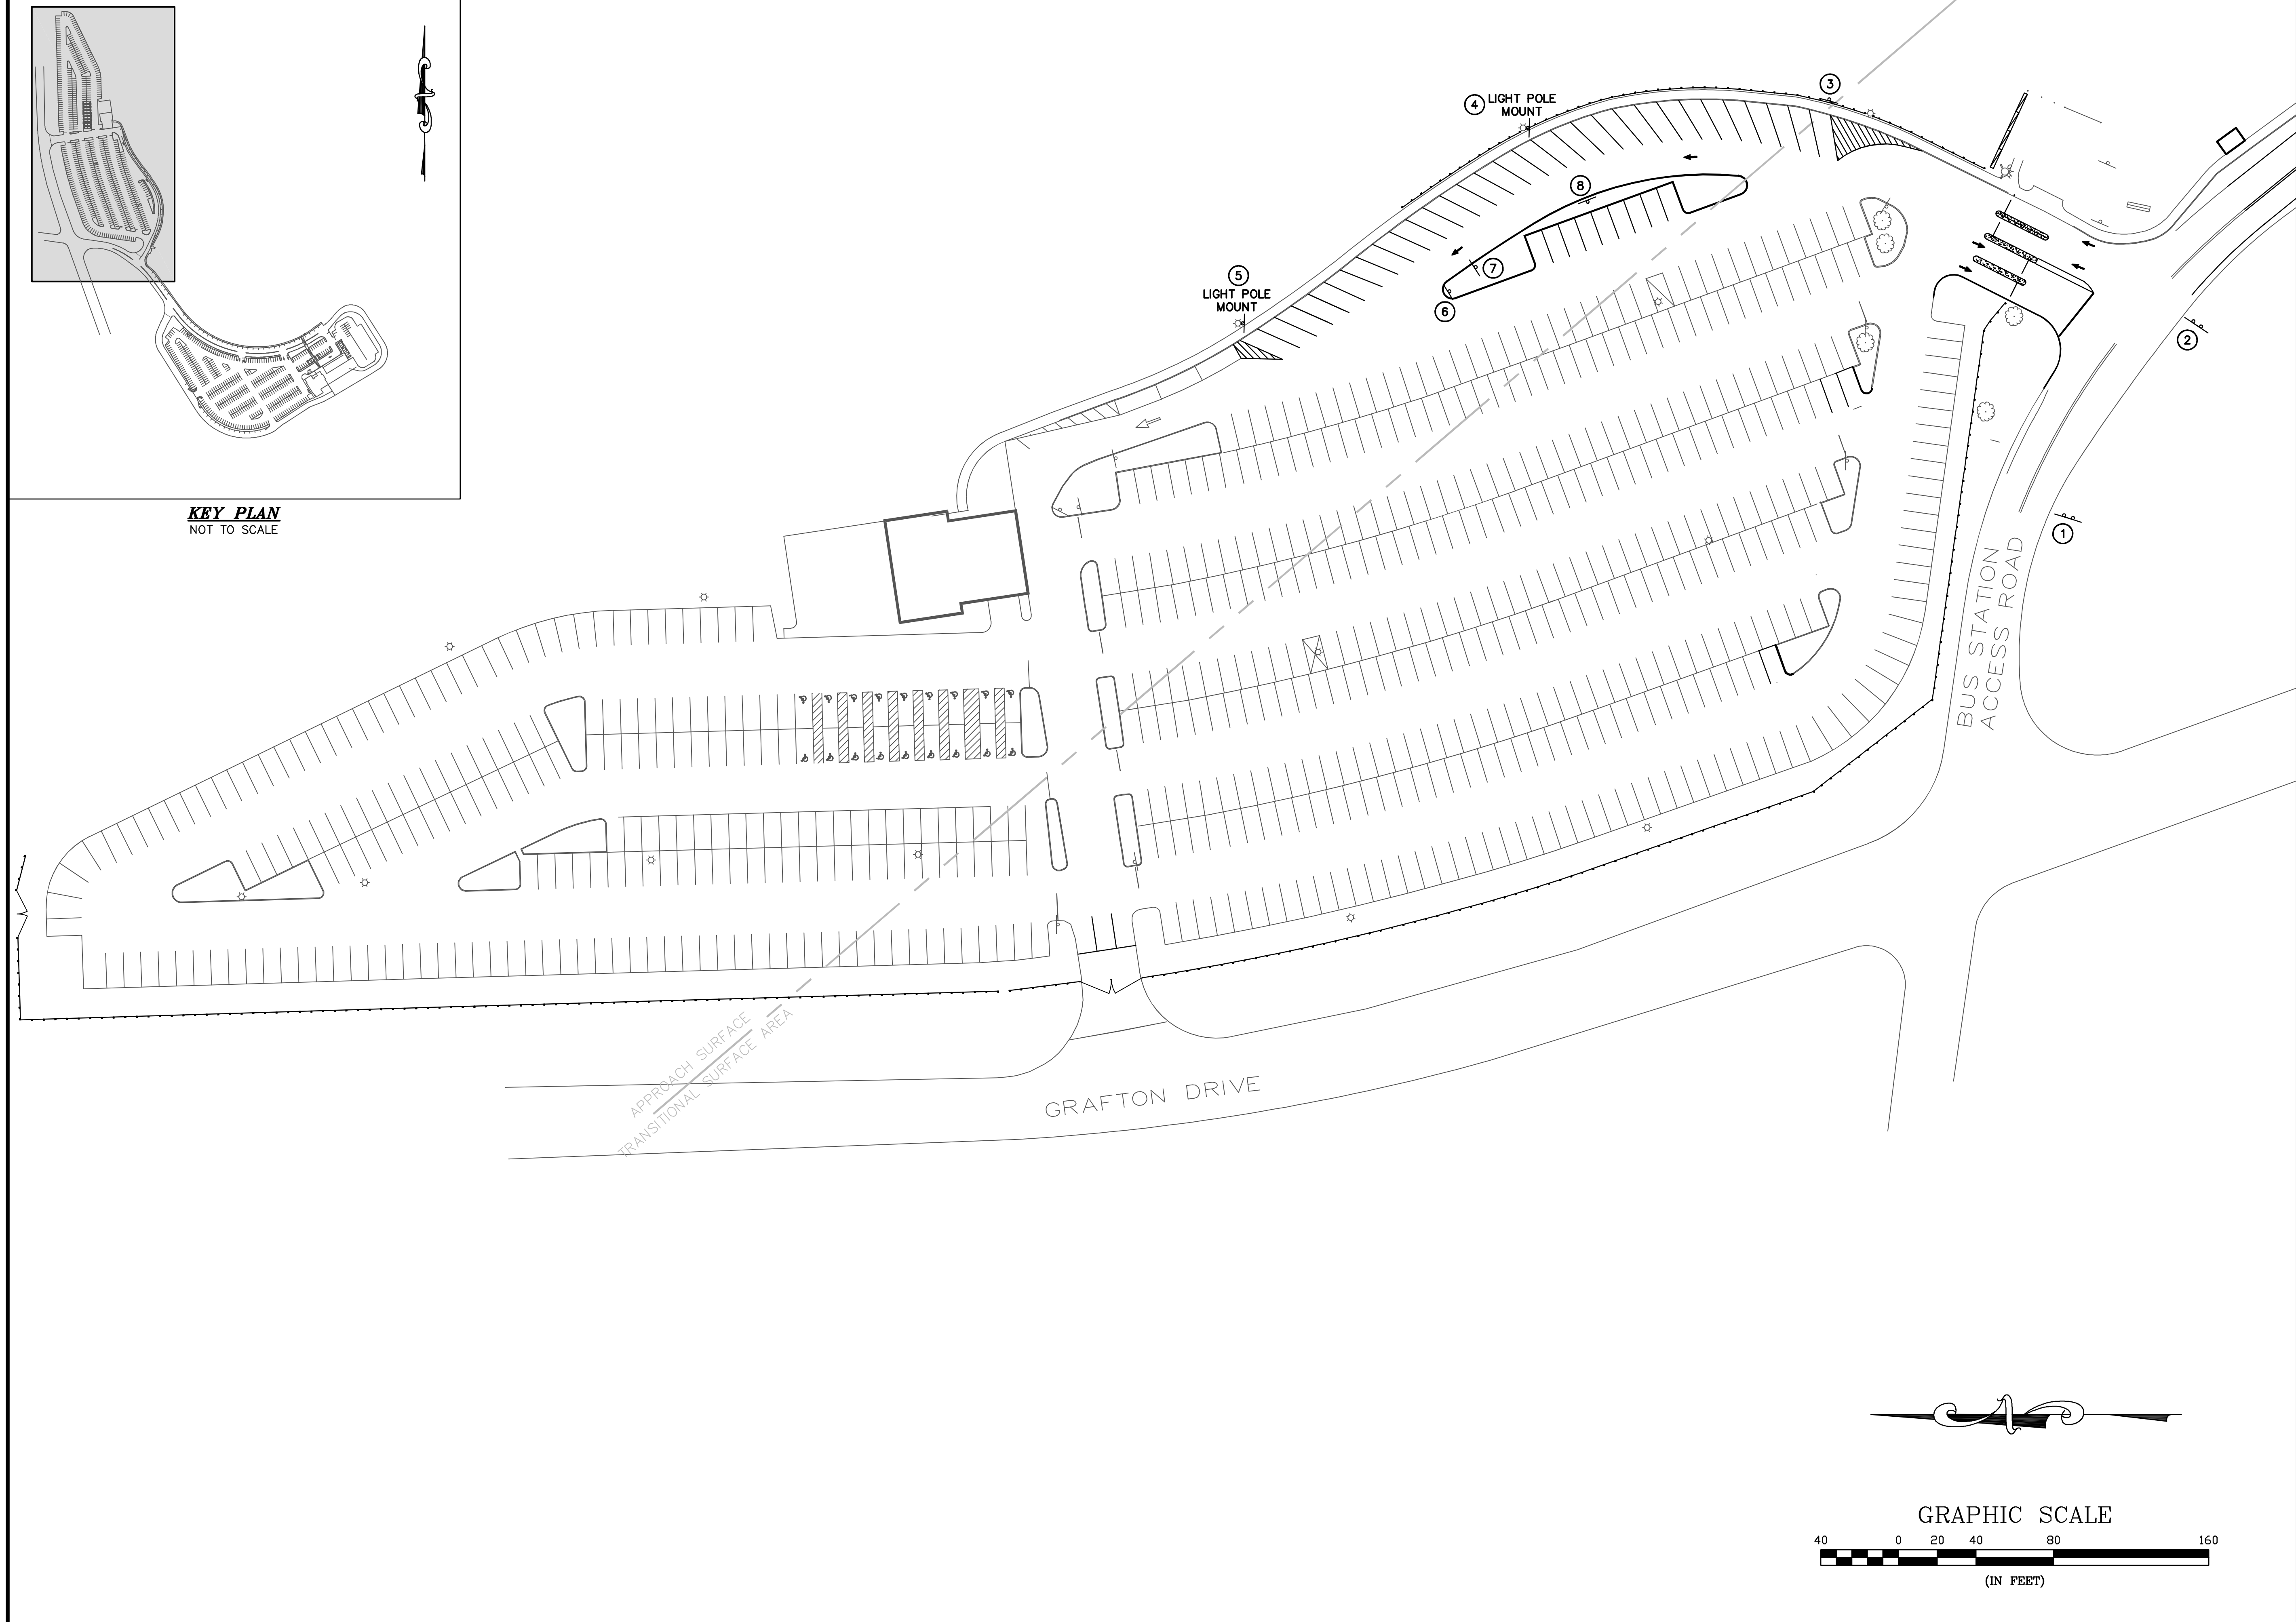 KEY PLAN
NOT TO SCALE
3
4
LIGHT POLE
MOUNT
8
5
LIGHT POLE
MOUNT
7
6
2
1
BUS STATION
ACCESS ROAD
APPROACH SURFACE
TRANSITIONAL SURFACE AREA
GRAFTON DRIVE
GRAPHIC SCALE
40 0 20 40 80 160
(IN FEET)